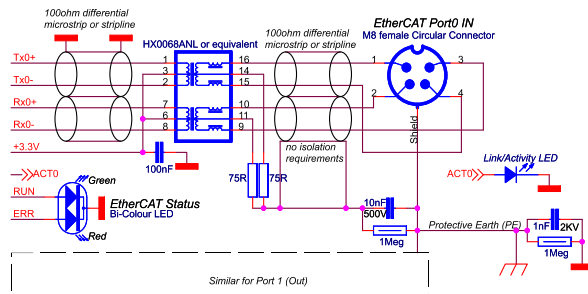 100ohm differential
microstrip or stripline
HX0068ANL or equivalent
100ohm differential
microstrip or stripline
EtherCAT Port0 IN
M8 female Circular Connector
Tx0+
1
16
1
3
3
14
Tx0-
2
15
Rx0+
7
10
2
4
6
11
Rx0-
8
9
Shield
+3.3V
no isolation
requirements
100nF
Link/Activity LED
ACT0
75R
75R
ACT0
Green
RUN
EtherCAT Status
Bi-Colour LED
10nF
500V
ERR
Red
Protective Earth (PE)
1nF
2KV
1Meg
1Meg
Similar for Port 1 (Out)